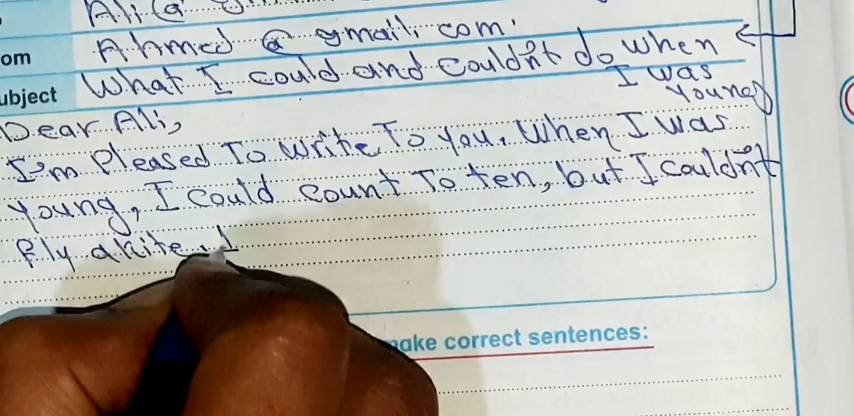 Ali @
om Ahmed @ gmail. com.
ubject What I could and couldn't do when
I was
young
Dear Ali,
I'm Pleased To write To you. When I was
young, I could count To ten, but I couldn't
fly a kite. I
ake correct sentences: